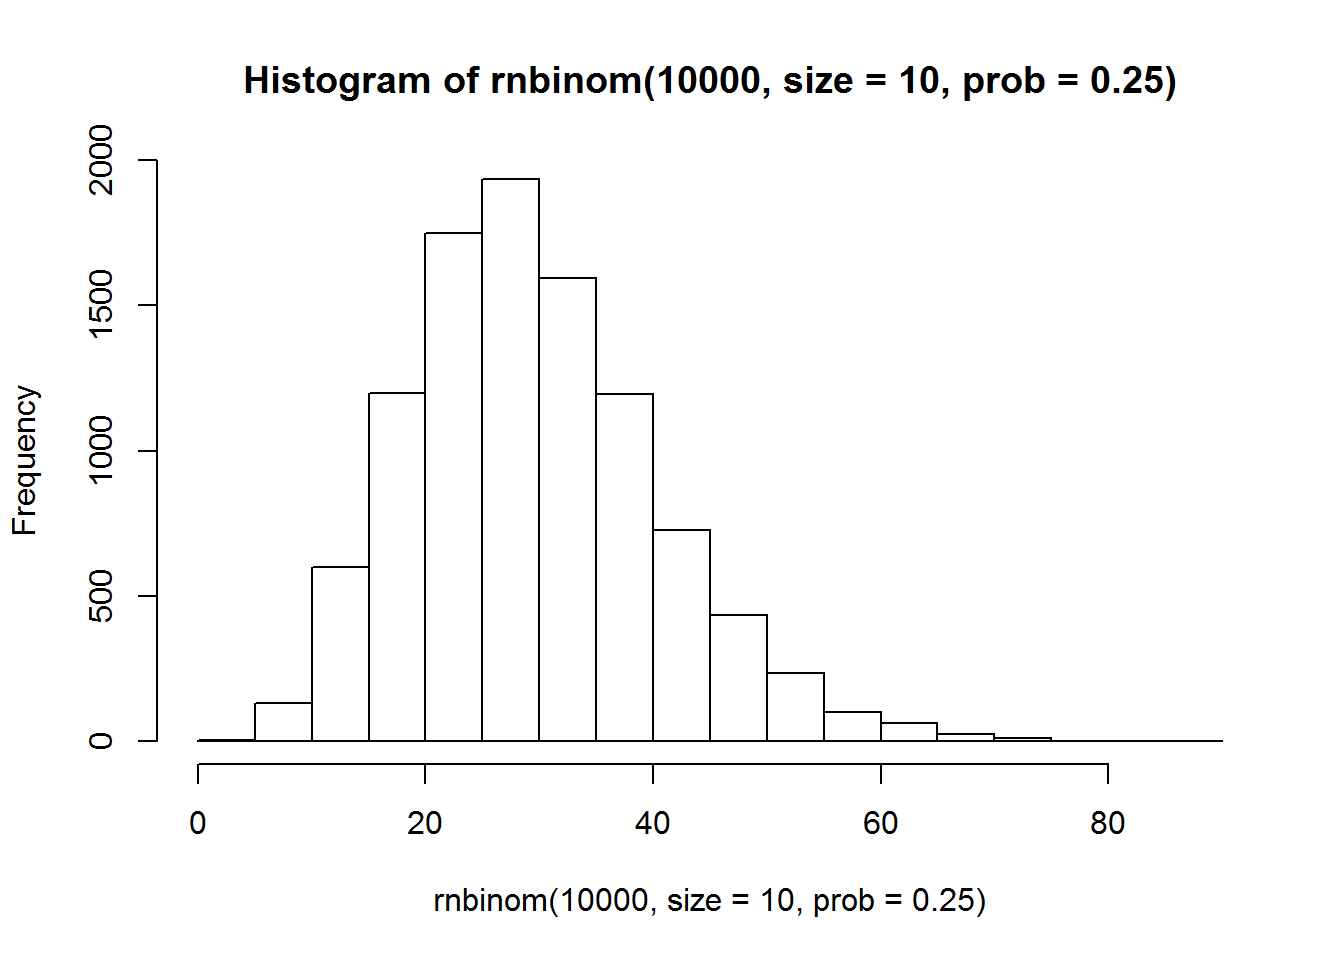 Histogram of rnbinom(10000, size = 10, prob = 0.25)
Frequency
2000
1500
1000
500
0
0 20 40 60 80
rnbinom(10000, size = 10, prob = 0.25)